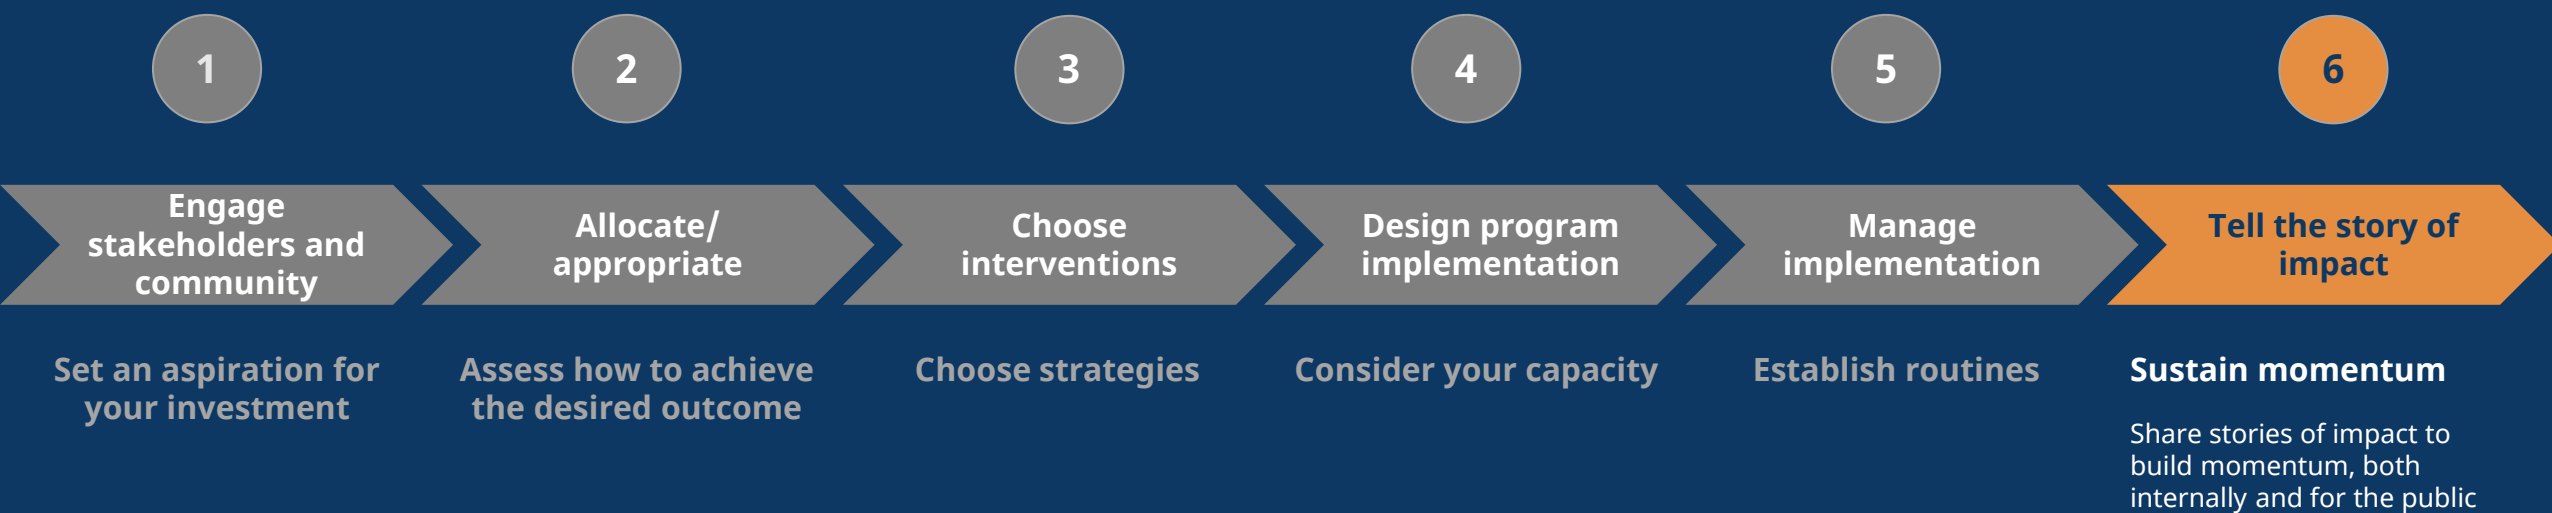 1
2
3
4
5
6
Engage
stakeholders and
community
Allocate/
appropriate
Choose
interventions
Design program
implementation
Manage
implementation
Tell the story of
impact
Set an aspiration for
your investment
Assess how to achieve
the desired outcome
Choose strategies
Consider your capacity
Establish routines
Sustain momentum
Share stories of impact to
build momentum, both
internally and for the public